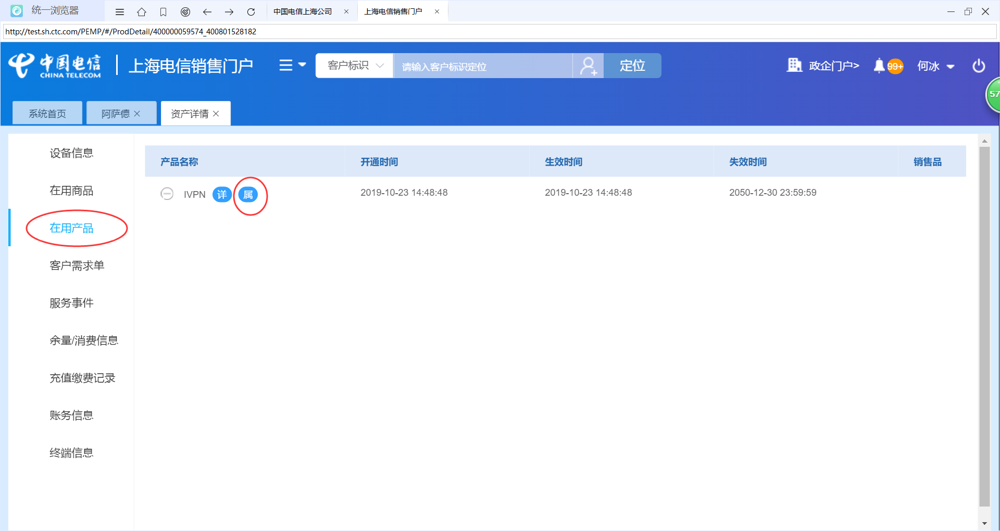 统一浏览器
中国电信上海公司
上海电信销售门户
http://test.sh.ctc.com/PEMP/#/ProdDetail/400000059574_400801528182
中国电信
CHINA TELECOM
上海电信销售门户
客户标识
请输入客户标识定位
定位
政企门户>
99+
何冰
57
系统首页
阿萨德
资产详情
设备信息
在用商品
在用产品
客户需求单
服务事件
余量/消费信息
充值缴费记录
账务信息
终端信息
产品名称 开通时间 生效时间 失效时间 销售品
IVPN 详 属 2019-10-23 14:48:48 2019-10-23 14:48:48 2050-12-30 23:59:59